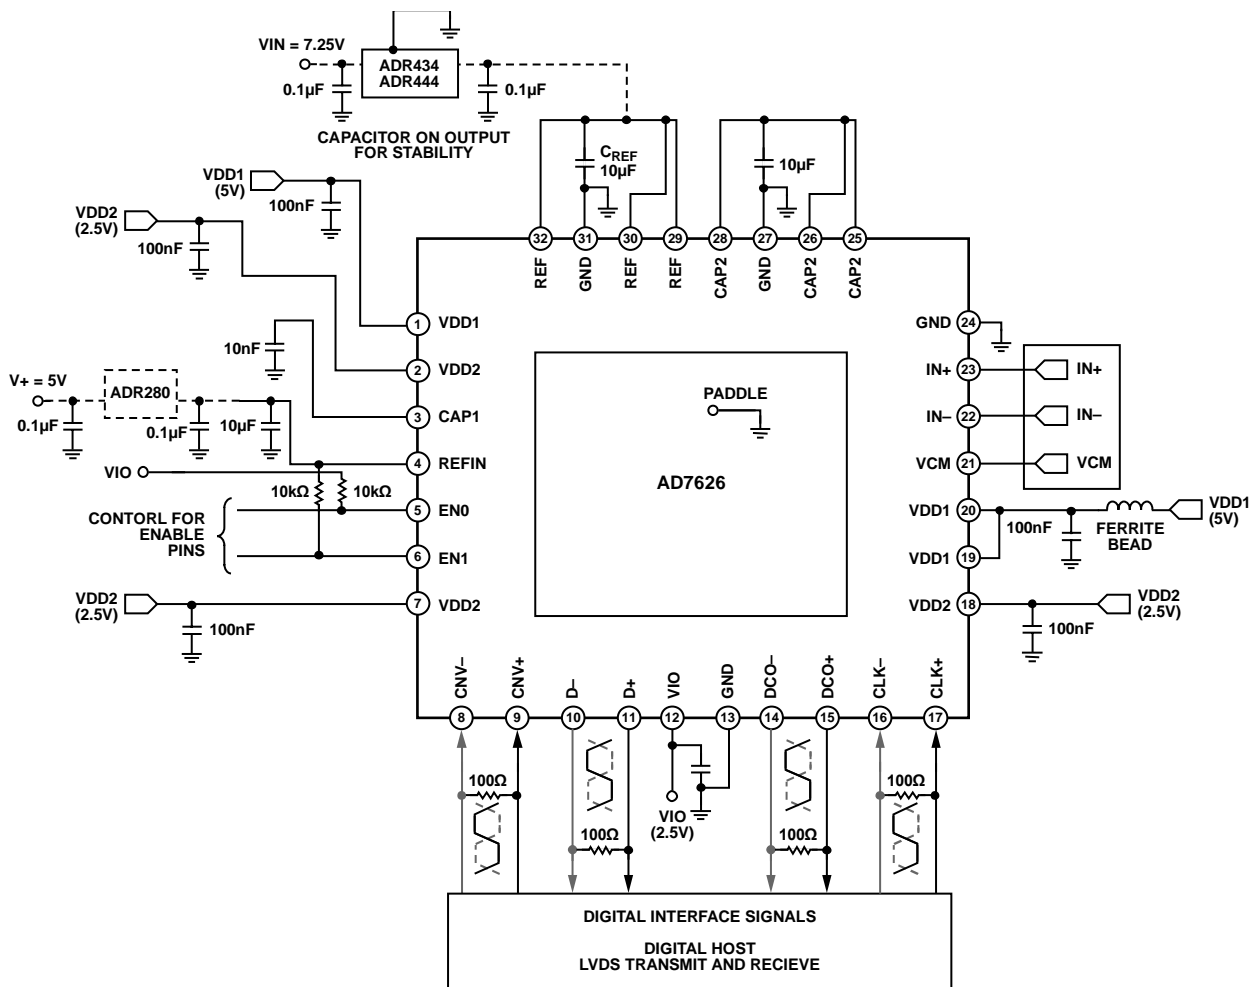 VIN = 7.25V
ADR434
ADR444
0.1µF
0.1µF
CAPACITOR ON OUTPUT
FOR STABILITY
CREF
10µF
10µF
VDD1
(5V)
100nF
VDD2
(2.5V)
100nF
32
31
30
29
28
27
26
25
REF
GND
REF
REF
CAP2
GND
CAP2
CAP2
1
VDD1
2
VDD2
10nF
3
CAP1
V+ = 5V
ADR280
0.1µF
0.1µF
10µF
4
REFIN
VIO
10kΩ
10kΩ
CONTORL FOR
ENABLE
PINS
5
EN0
6
EN1
VDD2
(2.5V)
7
VDD2
100nF
PADDLE
AD7626
GND
24
IN+
23
IN+
IN–
22
IN–
VCM
21
VCM
VDD1
20
100nF
FERRITE
BEAD
VDD1
(5V)
VDD1
19
VDD2
18
VDD2
(2.5V)
100nF
CNV–
CNV+
D–
D+
VIO
GND
DCO–
DCO+
CLK–
CLK+
8
9
10
11
12
13
14
15
16
17
100Ω
100Ω
VIO
(2.5V)
100Ω
100Ω
DIGITAL INTERFACE SIGNALS
DIGITAL HOST
LVDS TRANSMIT AND RECIEVE